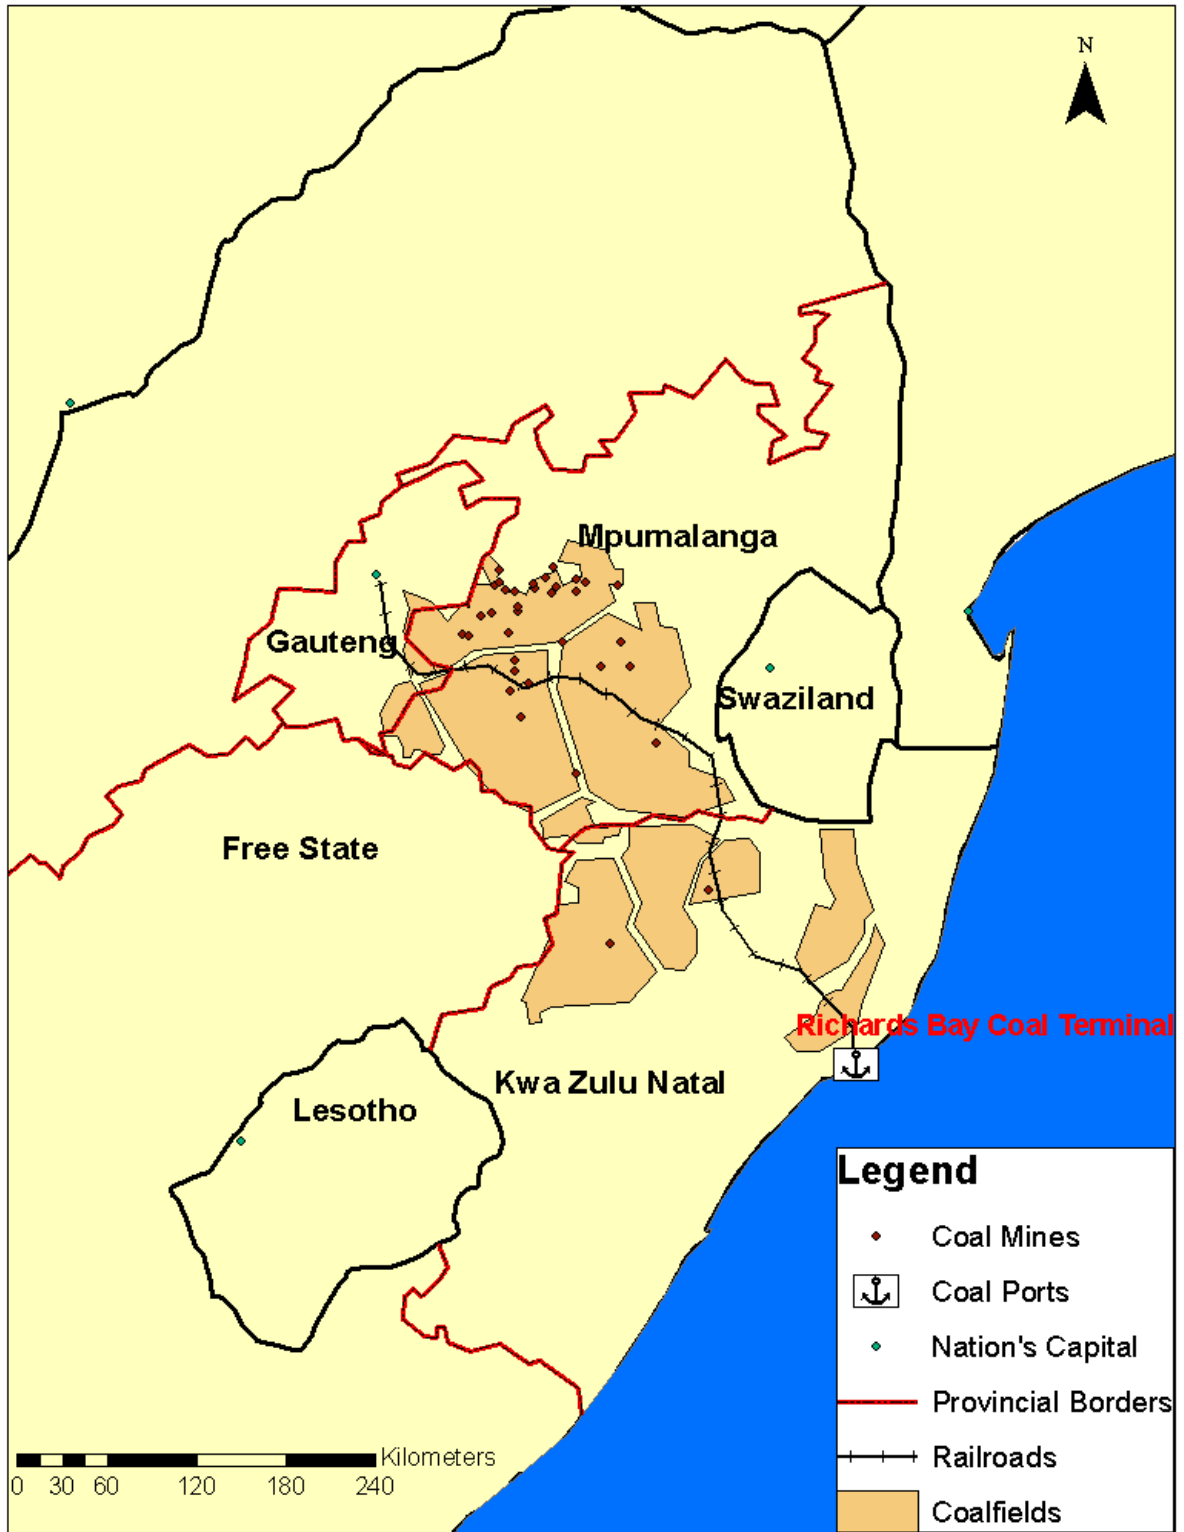 N
Mpumalanga
Gauteng
Swaziland
Free State
Richards Bay Coal Terminal
Kwa Zulu Natal
Lesotho
Legend
Coal Mines
Coal Ports
Nation's Capital
Provincial Borders
Railroads
Coalfields
Kilometers
0 30 60 120 180 240